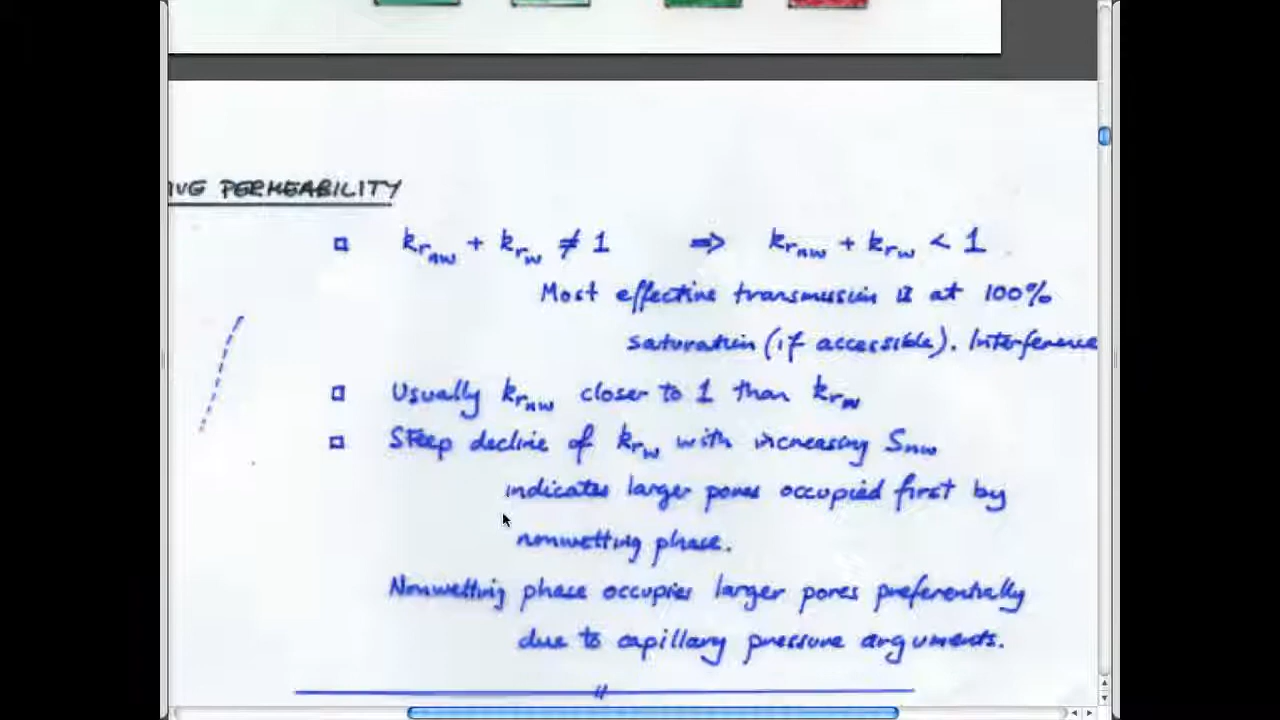 IVE PERMEABILITY
k_rnw + k_rw ≠ 1 ⇒ k_rnw + k_rw < 1
Most effective transmission is at 100%
saturation (if accessible). Interference
Usually k_rnw closer to 1 than k_rw
Steep decline of k_rw with increasing S_nw
indicates larger pores occupied first by
nonwetting phase.
Nonwetting phase occupies larger pores preferentially
due to capillary pressure arguments.